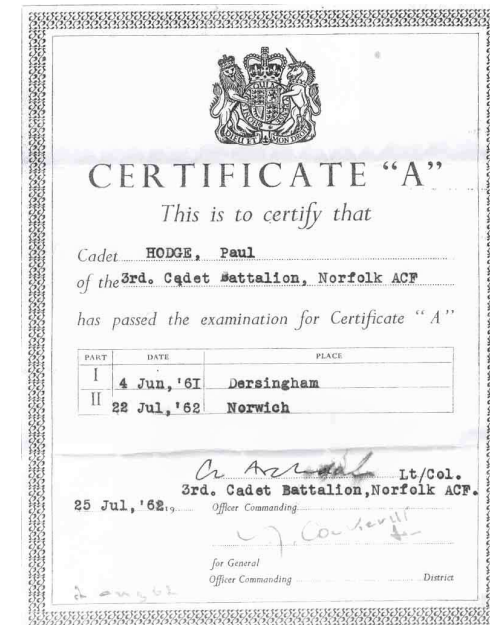 CERTIFICATE “A”
This is to certify that
Cadet HODGE, Paul
of the 3rd. Cadet Battalion, Norfolk ACF
has passed the examination for Certificate “A”
PART DATE PLACE
I 4 Jun,'6I Dersingham
II 22 Jul,'62 Norwich
Lt/Col.
3rd. Cadet Battalion,Norfolk ACF.
25 Jul,'62 19 Officer Commanding
for General
Officer Commanding District